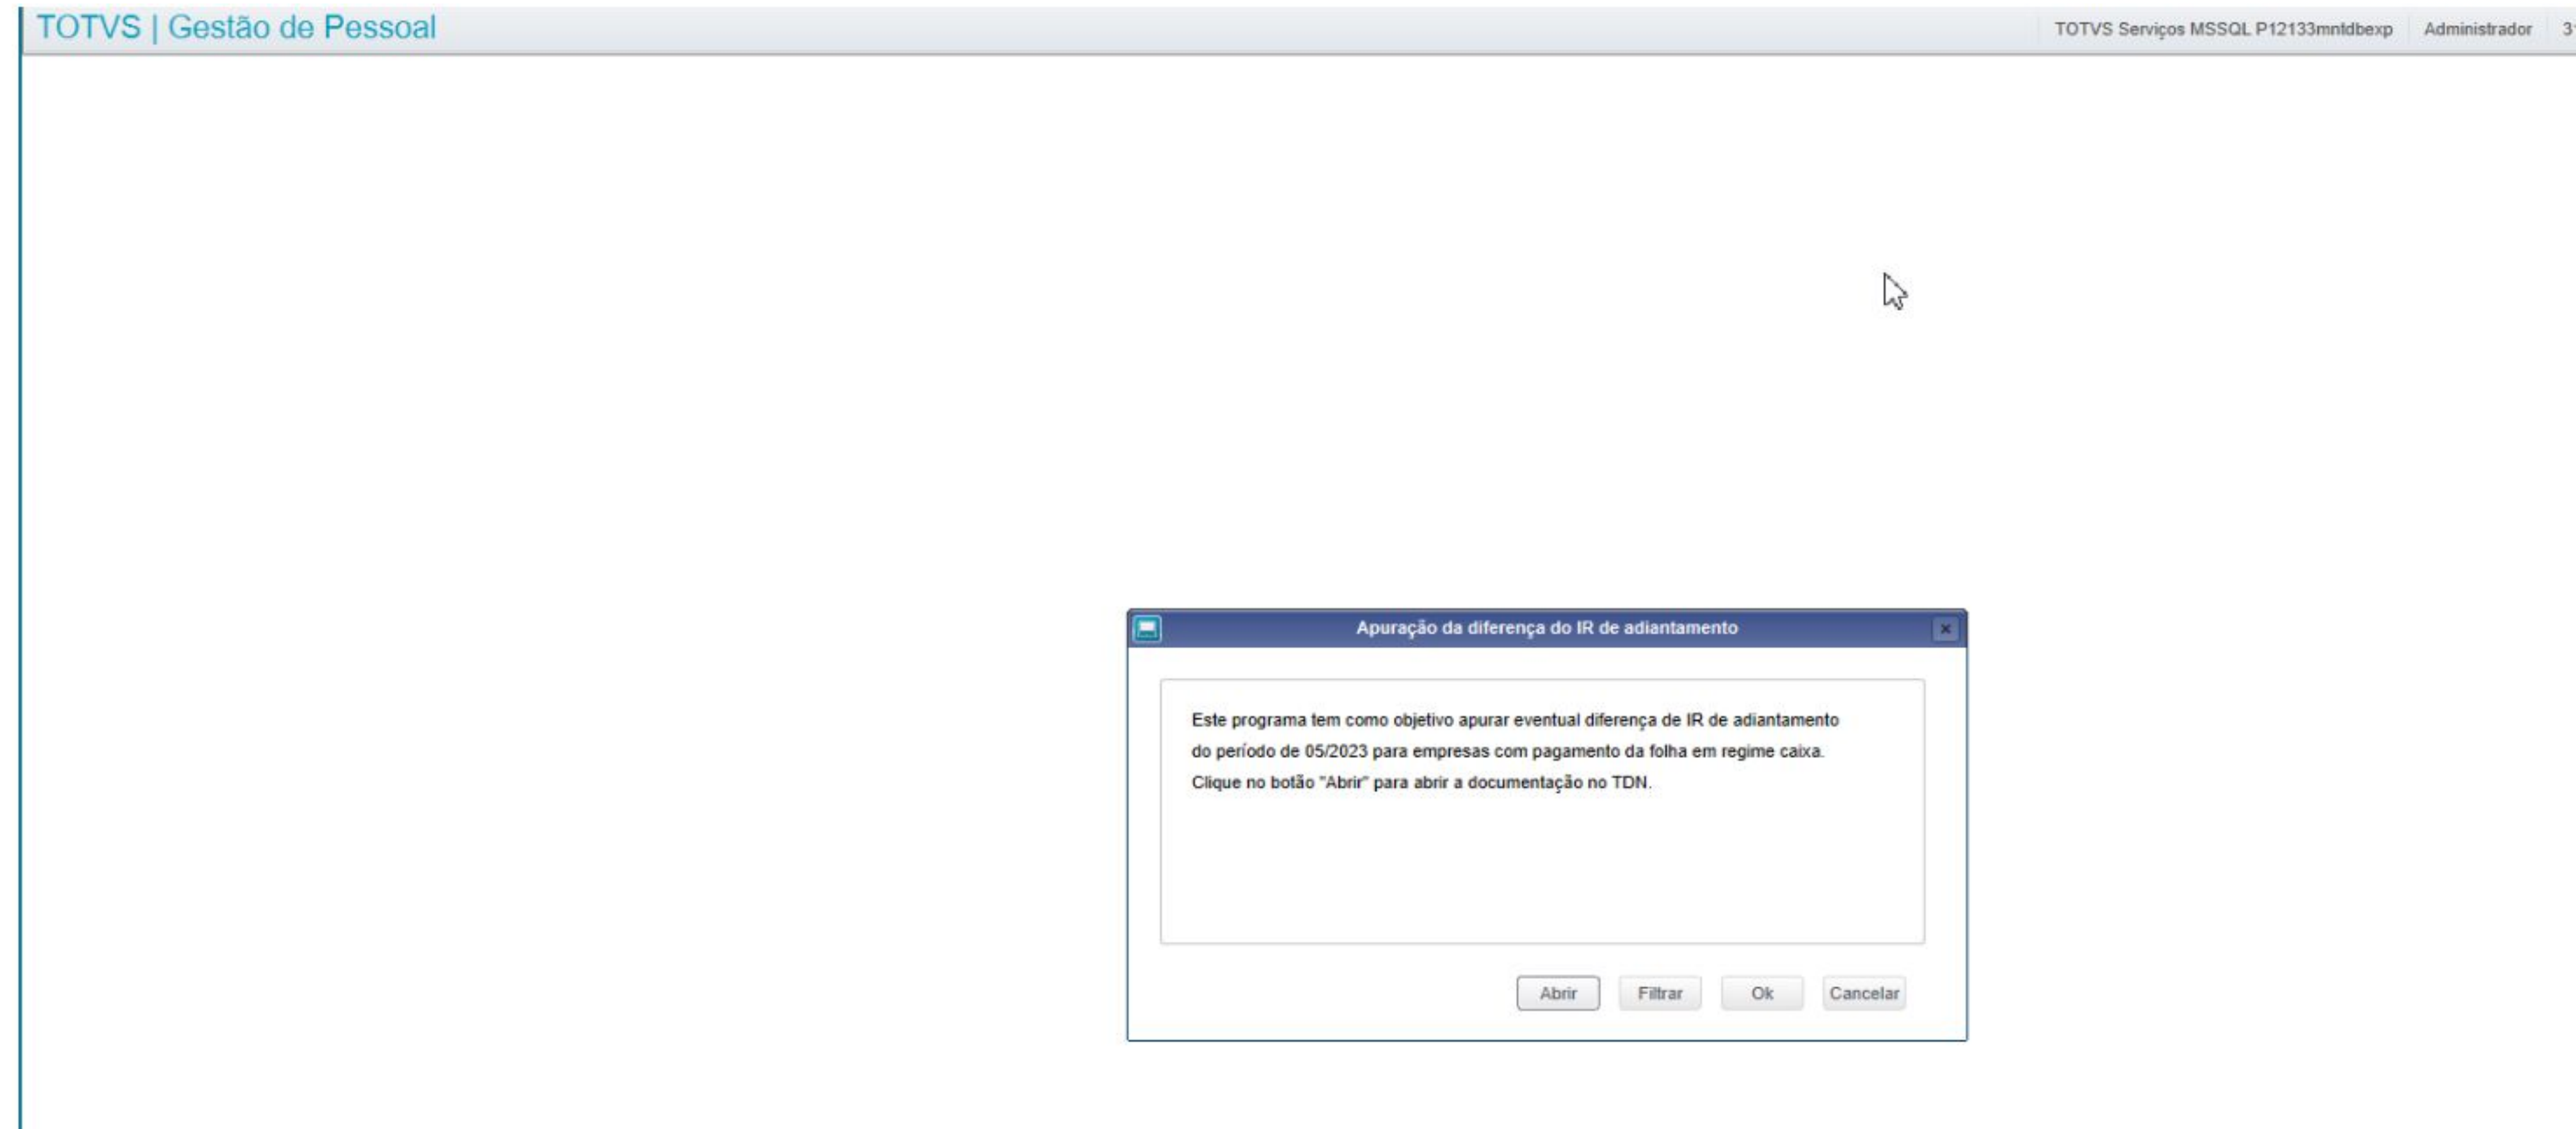 TOTVS | Gestão de Pessoal
TOTVS Serviços MSSQL P12133mntdbexp Administrador
Apuração da diferença do IR de adiantamento
Este programa tem como objetivo apurar eventual diferença de IR de adiantamento
do período de 05/2023 para empresas com pagamento da folha em regime caixa.
Clique no botão "Abrir" para abrir a documentação no TDN.
Abrir Filtrar Ok Cancelar